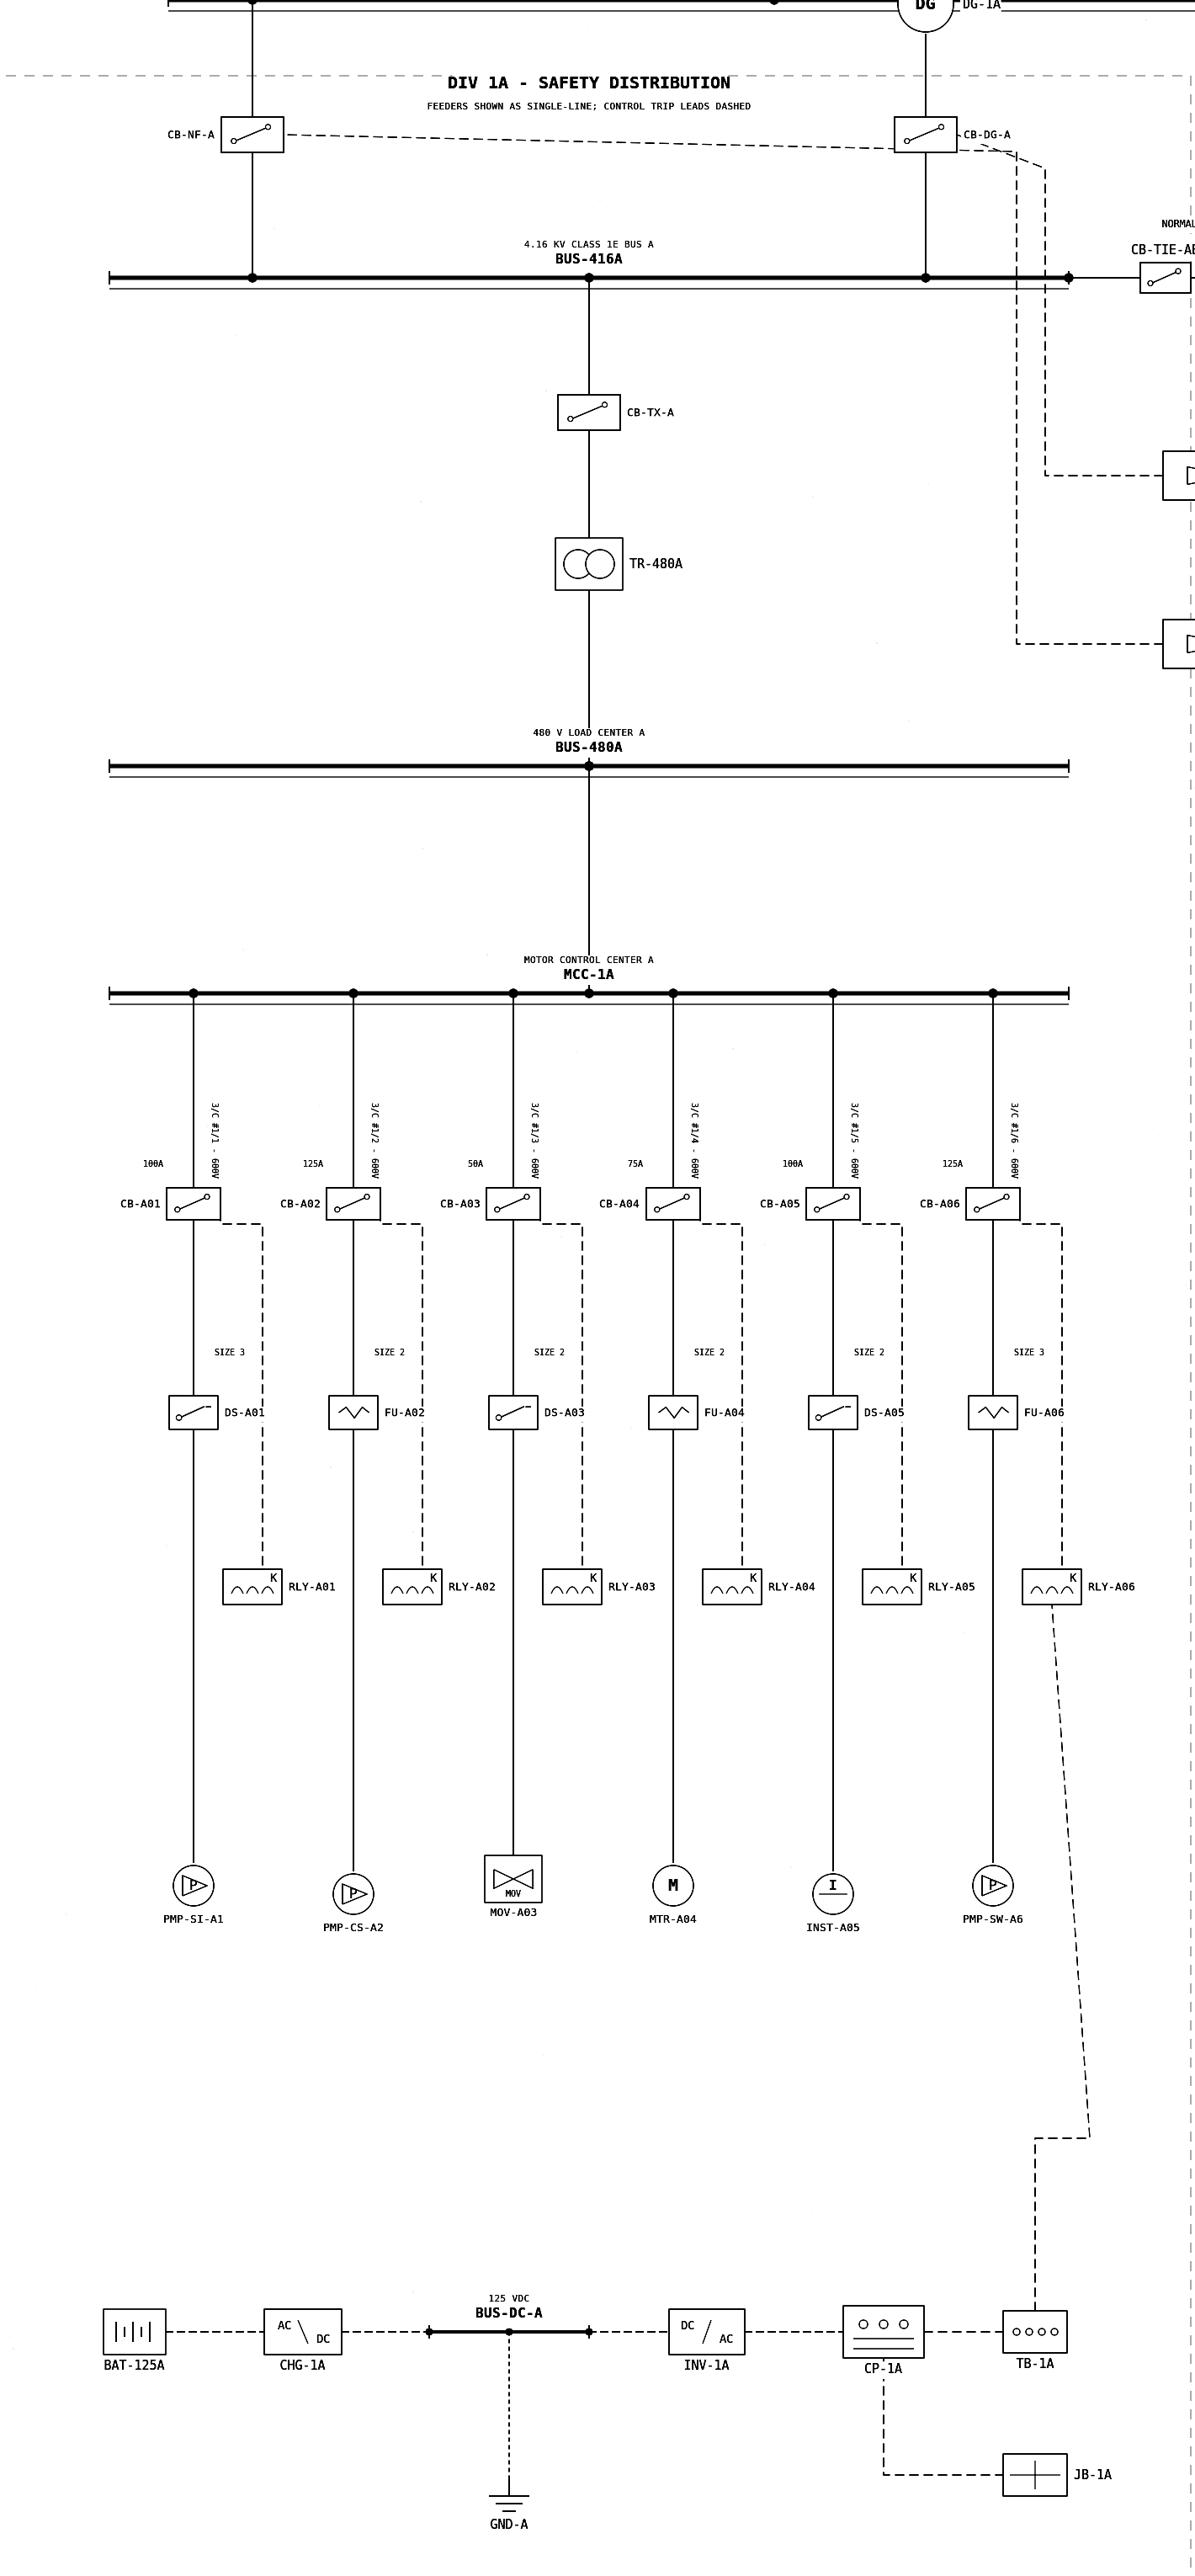 DG
DG-1A
DIV 1A - SAFETY DISTRIBUTION
FEEDERS SHOWN AS SINGLE-LINE; CONTROL TRIP LEADS DASHED
CB-NF-A
CB-DG-A
NORMAL
4.16 KV CLASS 1E BUS A
BUS-416A
CB-TIE-AB
CB-TX-A
TR-480A
480 V LOAD CENTER A
BUS-480A
MOTOR CONTROL CENTER A
MCC-1A
3/C #1/1 - 600V
3/C #1/2 - 600V
3/C #1/3 - 600V
3/C #1/4 - 600V
3/C #1/5 - 600V
3/C #1/6 - 600V
100A
125A
50A
75A
100A
125A
CB-A01
CB-A02
CB-A03
CB-A04
CB-A05
CB-A06
SIZE 3
SIZE 2
SIZE 2
SIZE 2
SIZE 2
SIZE 3
DS-A01
FU-A02
DS-A03
FU-A04
DS-A05
FU-A06
K
K
K
K
K
K
RLY-A01
RLY-A02
RLY-A03
RLY-A04
RLY-A05
RLY-A06
P
P
MOV
M
I
P
PMP-SI-A1
PMP-CS-A2
MOV-A03
MTR-A04
INST-A05
PMP-SW-A6
125 VDC
BUS-DC-A
AC
DC
DC
AC
BAT-125A
CHG-1A
INV-1A
CP-1A
TB-1A
JB-1A
GND-A